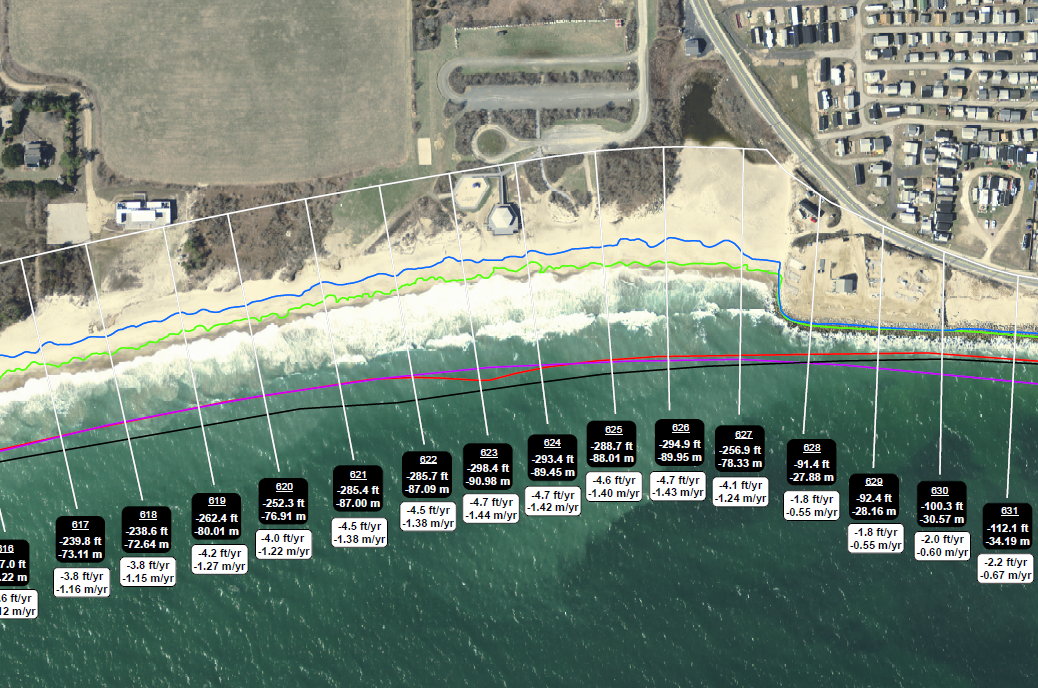 617
-239.8 ft
-73.11 m
-3.8 ft/yr
-1.16 m/yr
618
-238.6 ft
-72.64 m
-3.8 ft/yr
-1.15 m/yr
619
-262.4 ft
-80.01 m
-4.2 ft/yr
-1.27 m/yr
620
-252.3 ft
-76.91 m
-4.0 ft/yr
-1.22 m/yr
621
-285.4 ft
-87.00 m
-4.5 ft/yr
-1.38 m/yr
622
-285.7 ft
-87.09 m
-4.5 ft/yr
-1.38 m/yr
623
-298.4 ft
-90.98 m
-4.7 ft/yr
-1.44 m/yr
624
-293.4 ft
-89.45 m
-4.7 ft/yr
-1.42 m/yr
625
-288.7 ft
-88.01 m
-4.6 ft/yr
-1.40 m/yr
626
-294.9 ft
-89.95 m
-4.7 ft/yr
-1.43 m/yr
627
-256.9 ft
-78.33 m
-4.1 ft/yr
-1.24 m/yr
628
-91.4 ft
-27.88 m
-1.8 ft/yr
-0.55 m/yr
629
-92.4 ft
-28.16 m
-1.8 ft/yr
-0.55 m/yr
630
-100.3 ft
-30.57 m
-2.0 ft/yr
-0.60 m/yr
631
-112.1 ft
-34.19 m
-2.2 ft/yr
-0.67 m/yr
616
7.0 ft
.22 m
.6 ft/yr
12 m/yr